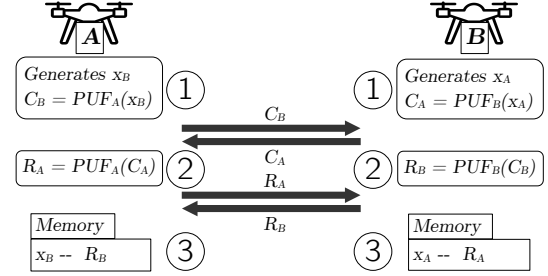 A
B
Generates x_B
C_B = PUF_A(x_B)
1
1
Generates x_A
C_A = PUF_B(x_A)
C_B
C_A
R_A = PUF_A(C_A)
2
2
R_B = PUF_B(C_B)
R_A
R_B
Memory
x_B -- R_B
3
3
Memory
x_A -- R_A